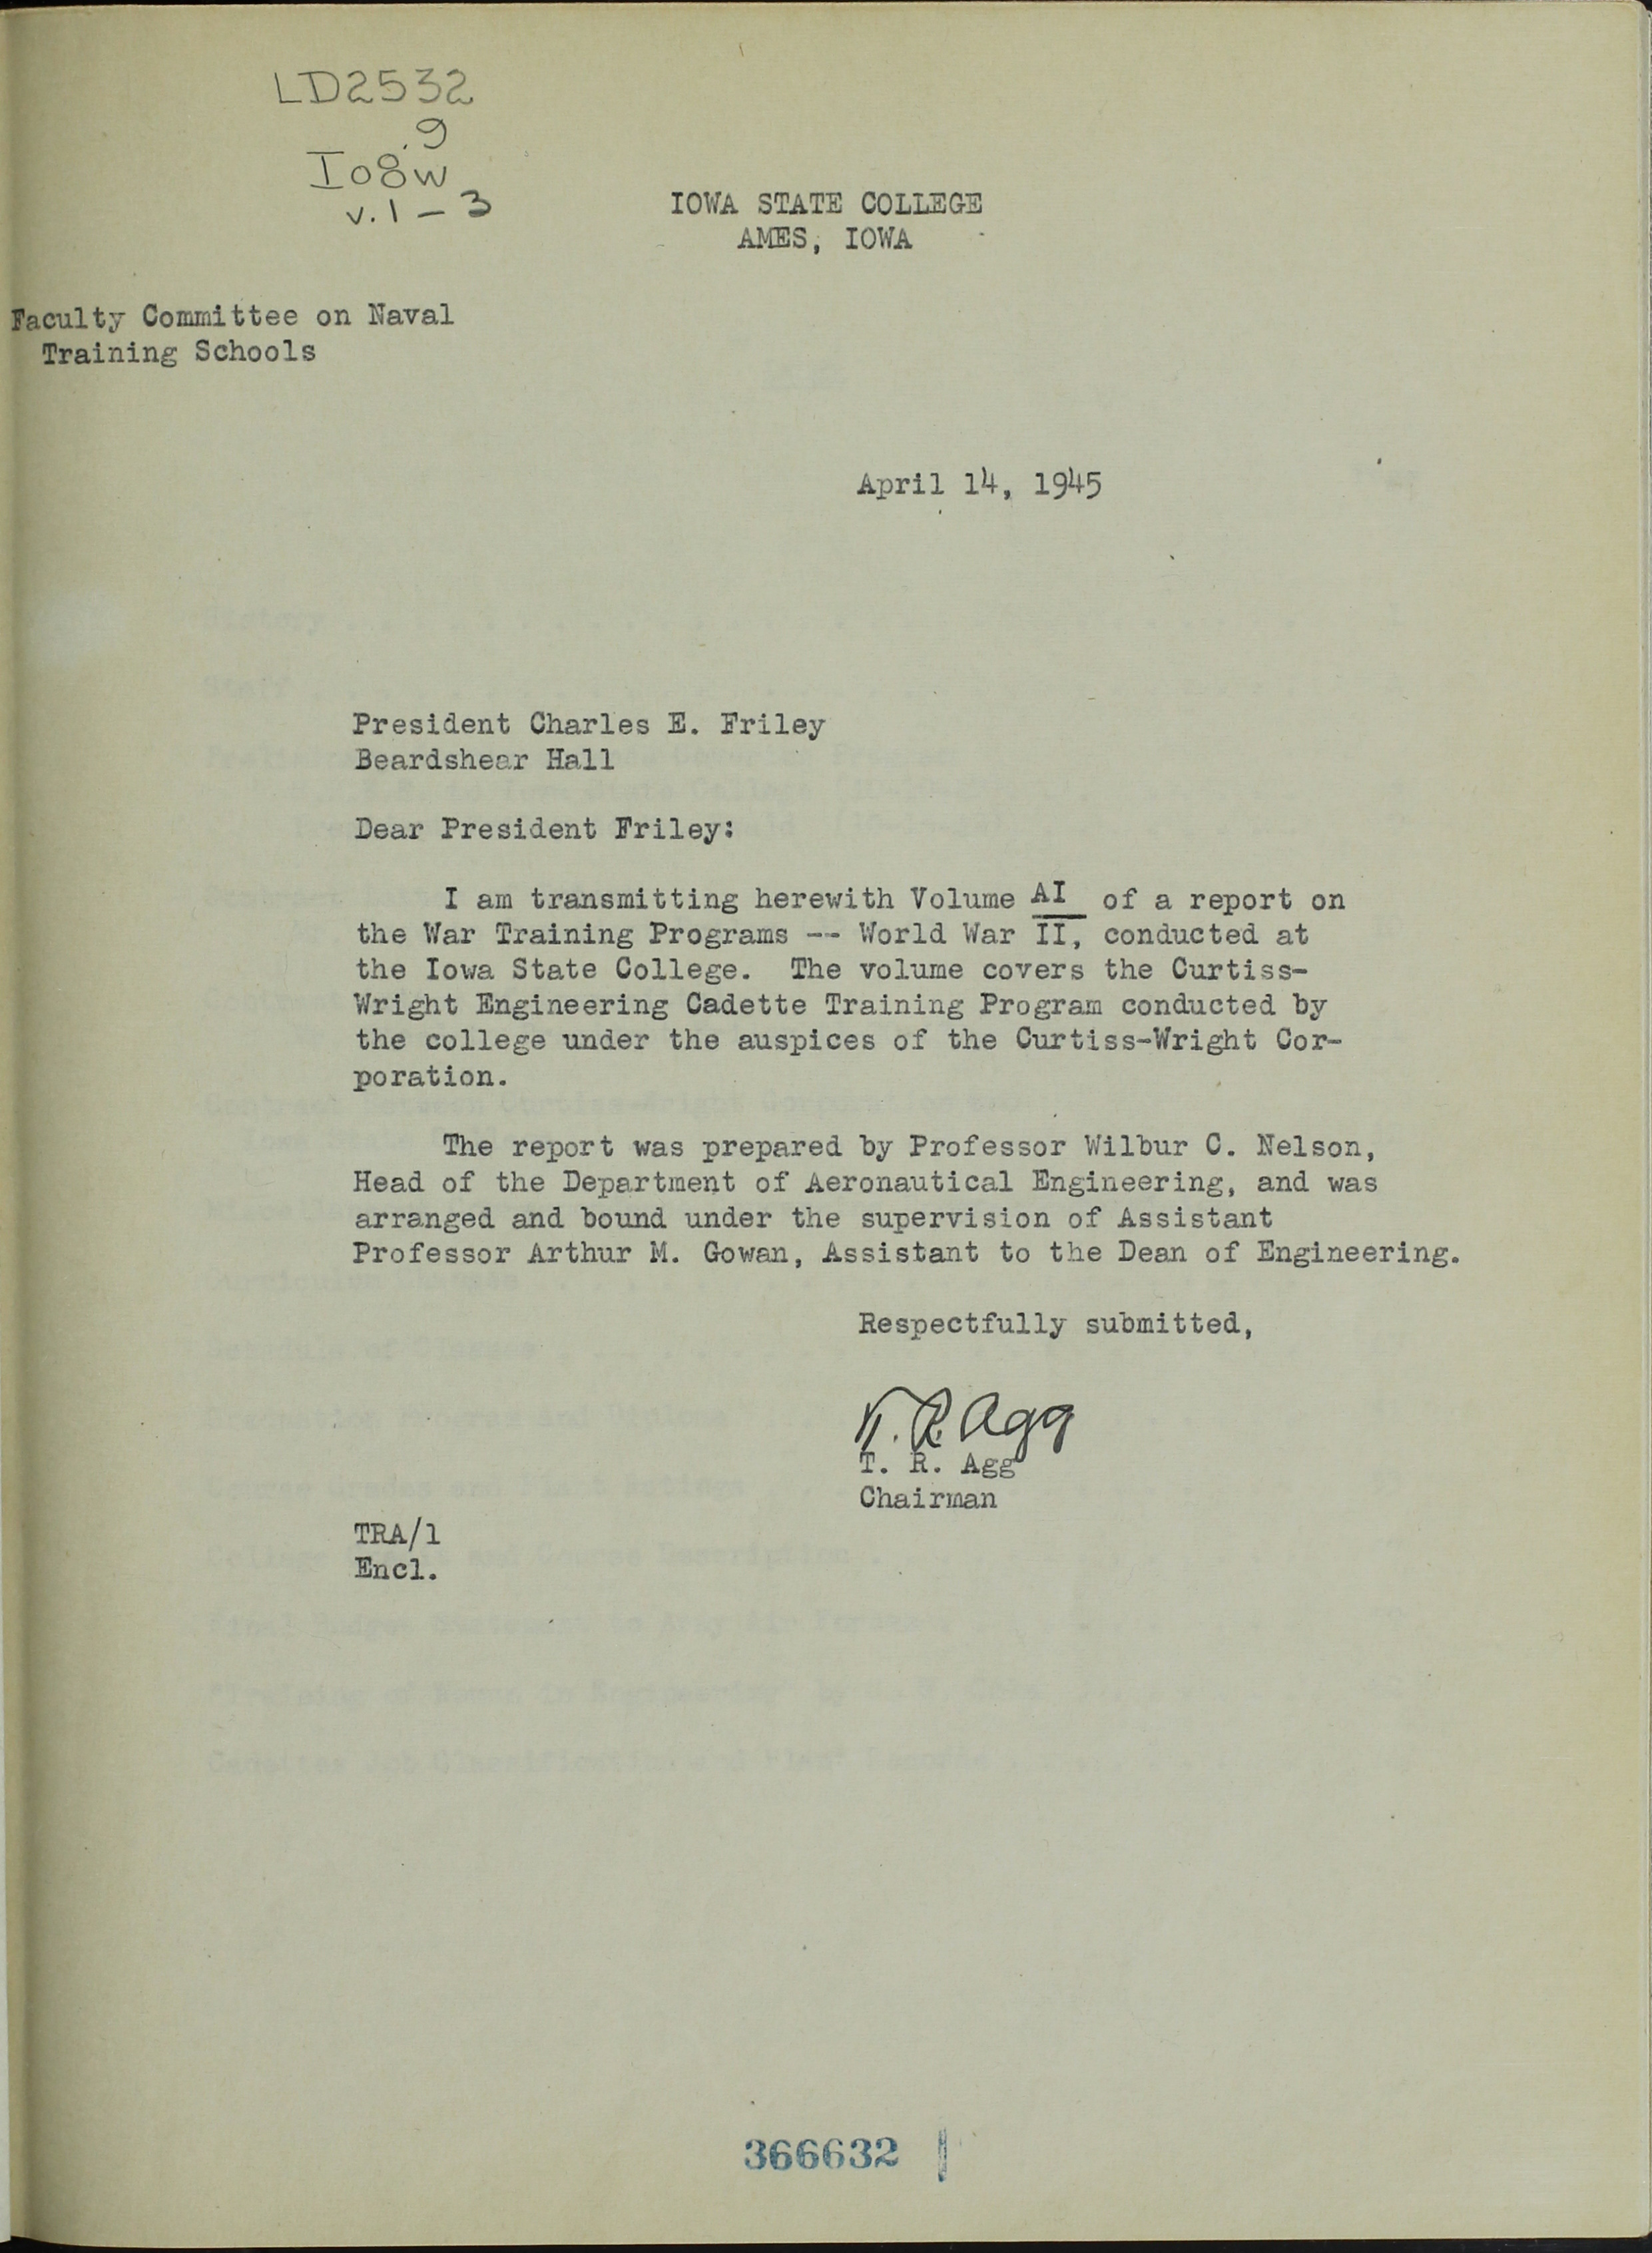 LD2532
.9
Io8w
v.1-3
IOWA STATE COLLEGE
AMES, IOWA
Faculty Committee on Naval
Training Schools
April 14, 1945
President Charles E. Friley
Beardshear Hall
Dear President Friley:
I am transmitting herewith Volume AI of a report on
the War Training Programs -- World War II, conducted at
the Iowa State College. The volume covers the Curtiss-
Wright Engineering Cadette Training Program conducted by
the college under the auspices of the Curtiss-Wright Cor-
poration.
The report was prepared by Professor Wilbur C. Nelson,
Head of the Department of Aeronautical Engineering, and was
arranged and bound under the supervision of Assistant
Professor Arthur M. Gowan, Assistant to the Dean of Engineering.
Respectfully submitted,
T. R. Agg
T. R. Agg
Chairman
TRA/l
Encl.
366632